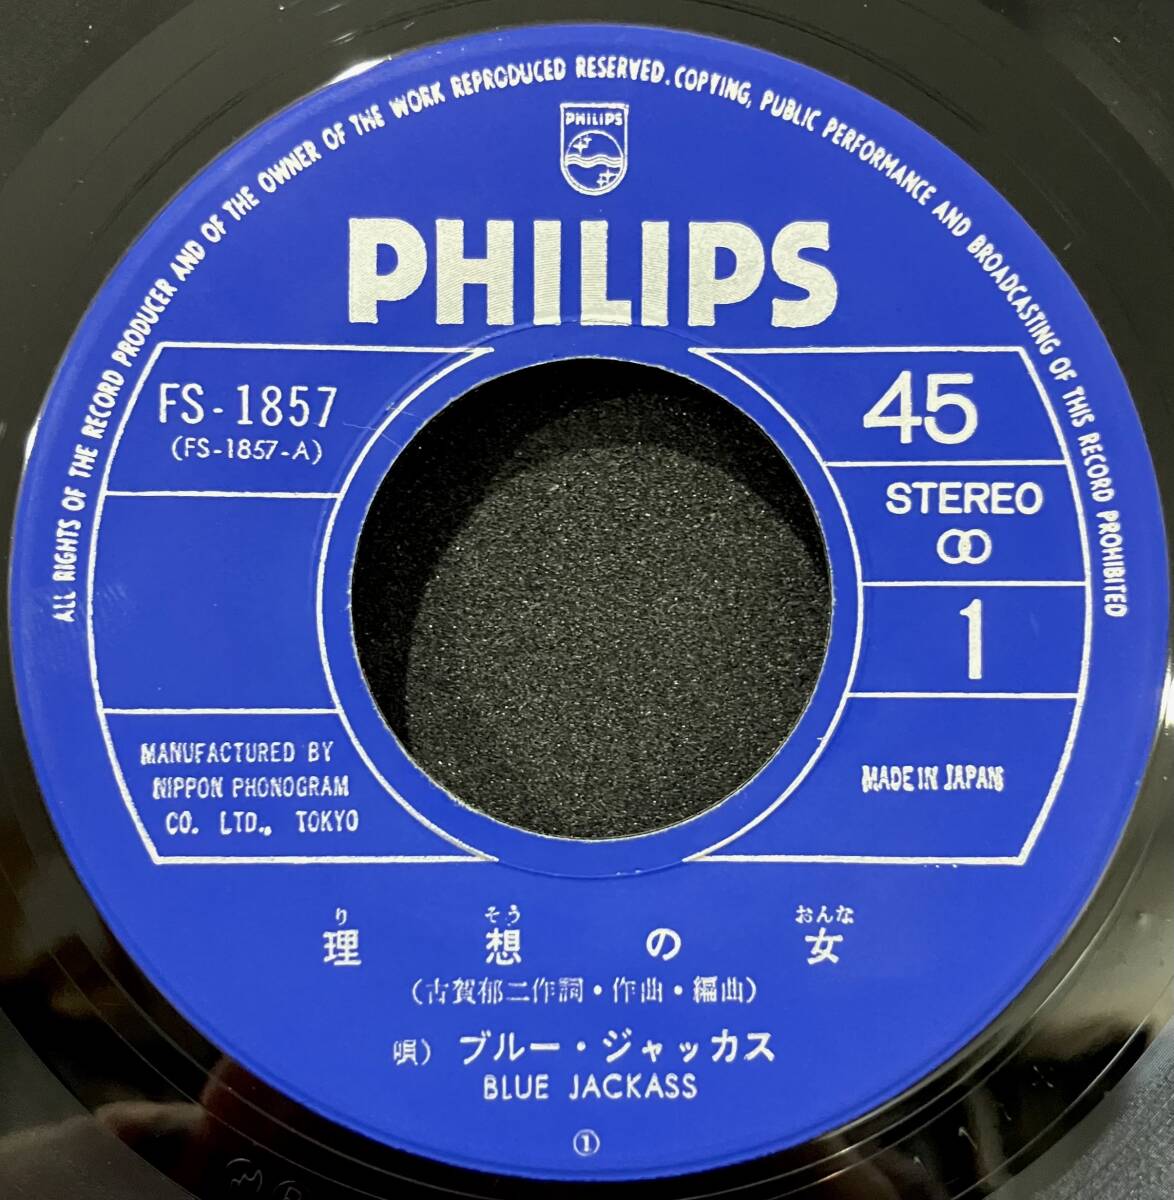 ALL RIGHTS OF THE RECORD PRODUCER AND OF THE OWNER OF THE WORK REPRODUCED RESERVED. COPYING, PUBLIC PERFORMANCE AND BROADCASTING OF THIS RECORD PROHIBITED
PHILIPS
PHILIPS
FS-1857
(FS-1857-A)
45
STEREO
1
MANUFACTURED BY
NIPPON PHONOGRAM
CO. LTD., TOKYO
MADE IN JAPAN
り そう おんな
理想の女
(古賀郁二作詞・作曲・編曲)
唄) ブルー・ジャッカス
BLUE JACKASS
①